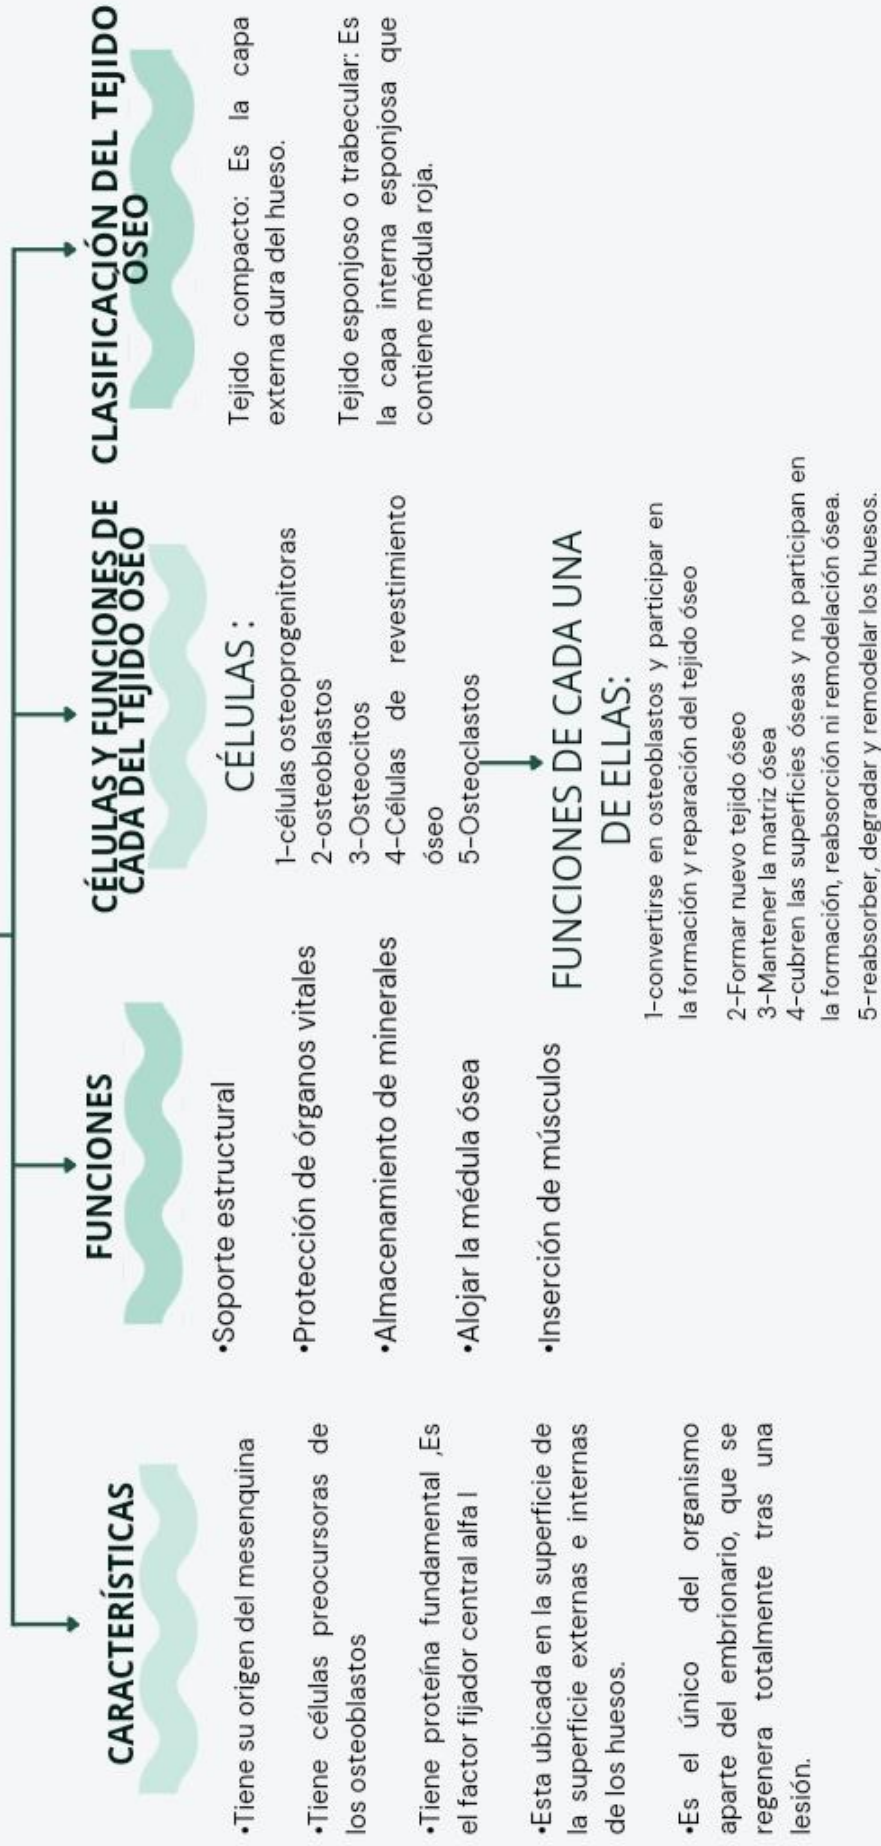 CARACTERÍSTICAS
•Tiene su origen del mesenquina
•Tiene células preocursoras de
los osteoblastos
•Tiene proteína fundamental ,Es
el factor fijador central alfa I
•Esta ubicada en la superficie de
la superficie externas e internas
de los huesos.
•Es el único del organismo
aparte del embrionario, que se
regenera totalmente tras una
lesión.
FUNCIONES
•Soporte estructural
•Protección de órganos vitales
•Almacenamiento de minerales
•Alojar la médula ósea
•Inserción de músculos
CÉLULAS Y FUNCIONES DE
CADA DEL TEJIDO OSEO
CÉLULAS :
1-células osteoprogenitoras
2-osteoblastos
3-Osteocitos
4-Células de revestimiento
óseo
5-Osteoclastos
FUNCIONES DE CADA UNA
DE ELLAS:
1-convertirse en osteoblastos y participar en
la formación y reparación del tejido óseo
2-Formar nuevo tejido óseo
3-Mantener la matriz ósea
4-cubren las superficies óseas y no participan en
la formación, reabsorción ni remodelación ósea.
5-reabsorber, degradar y remodelar los huesos.
CLASIFICACIÓN DEL TEJIDO
ÓSEO
Tejido compacto: Es la capa
externa dura del hueso.
Tejido esponjoso o trabecular: Es
la capa interna esponjosa que
contiene médula roja.